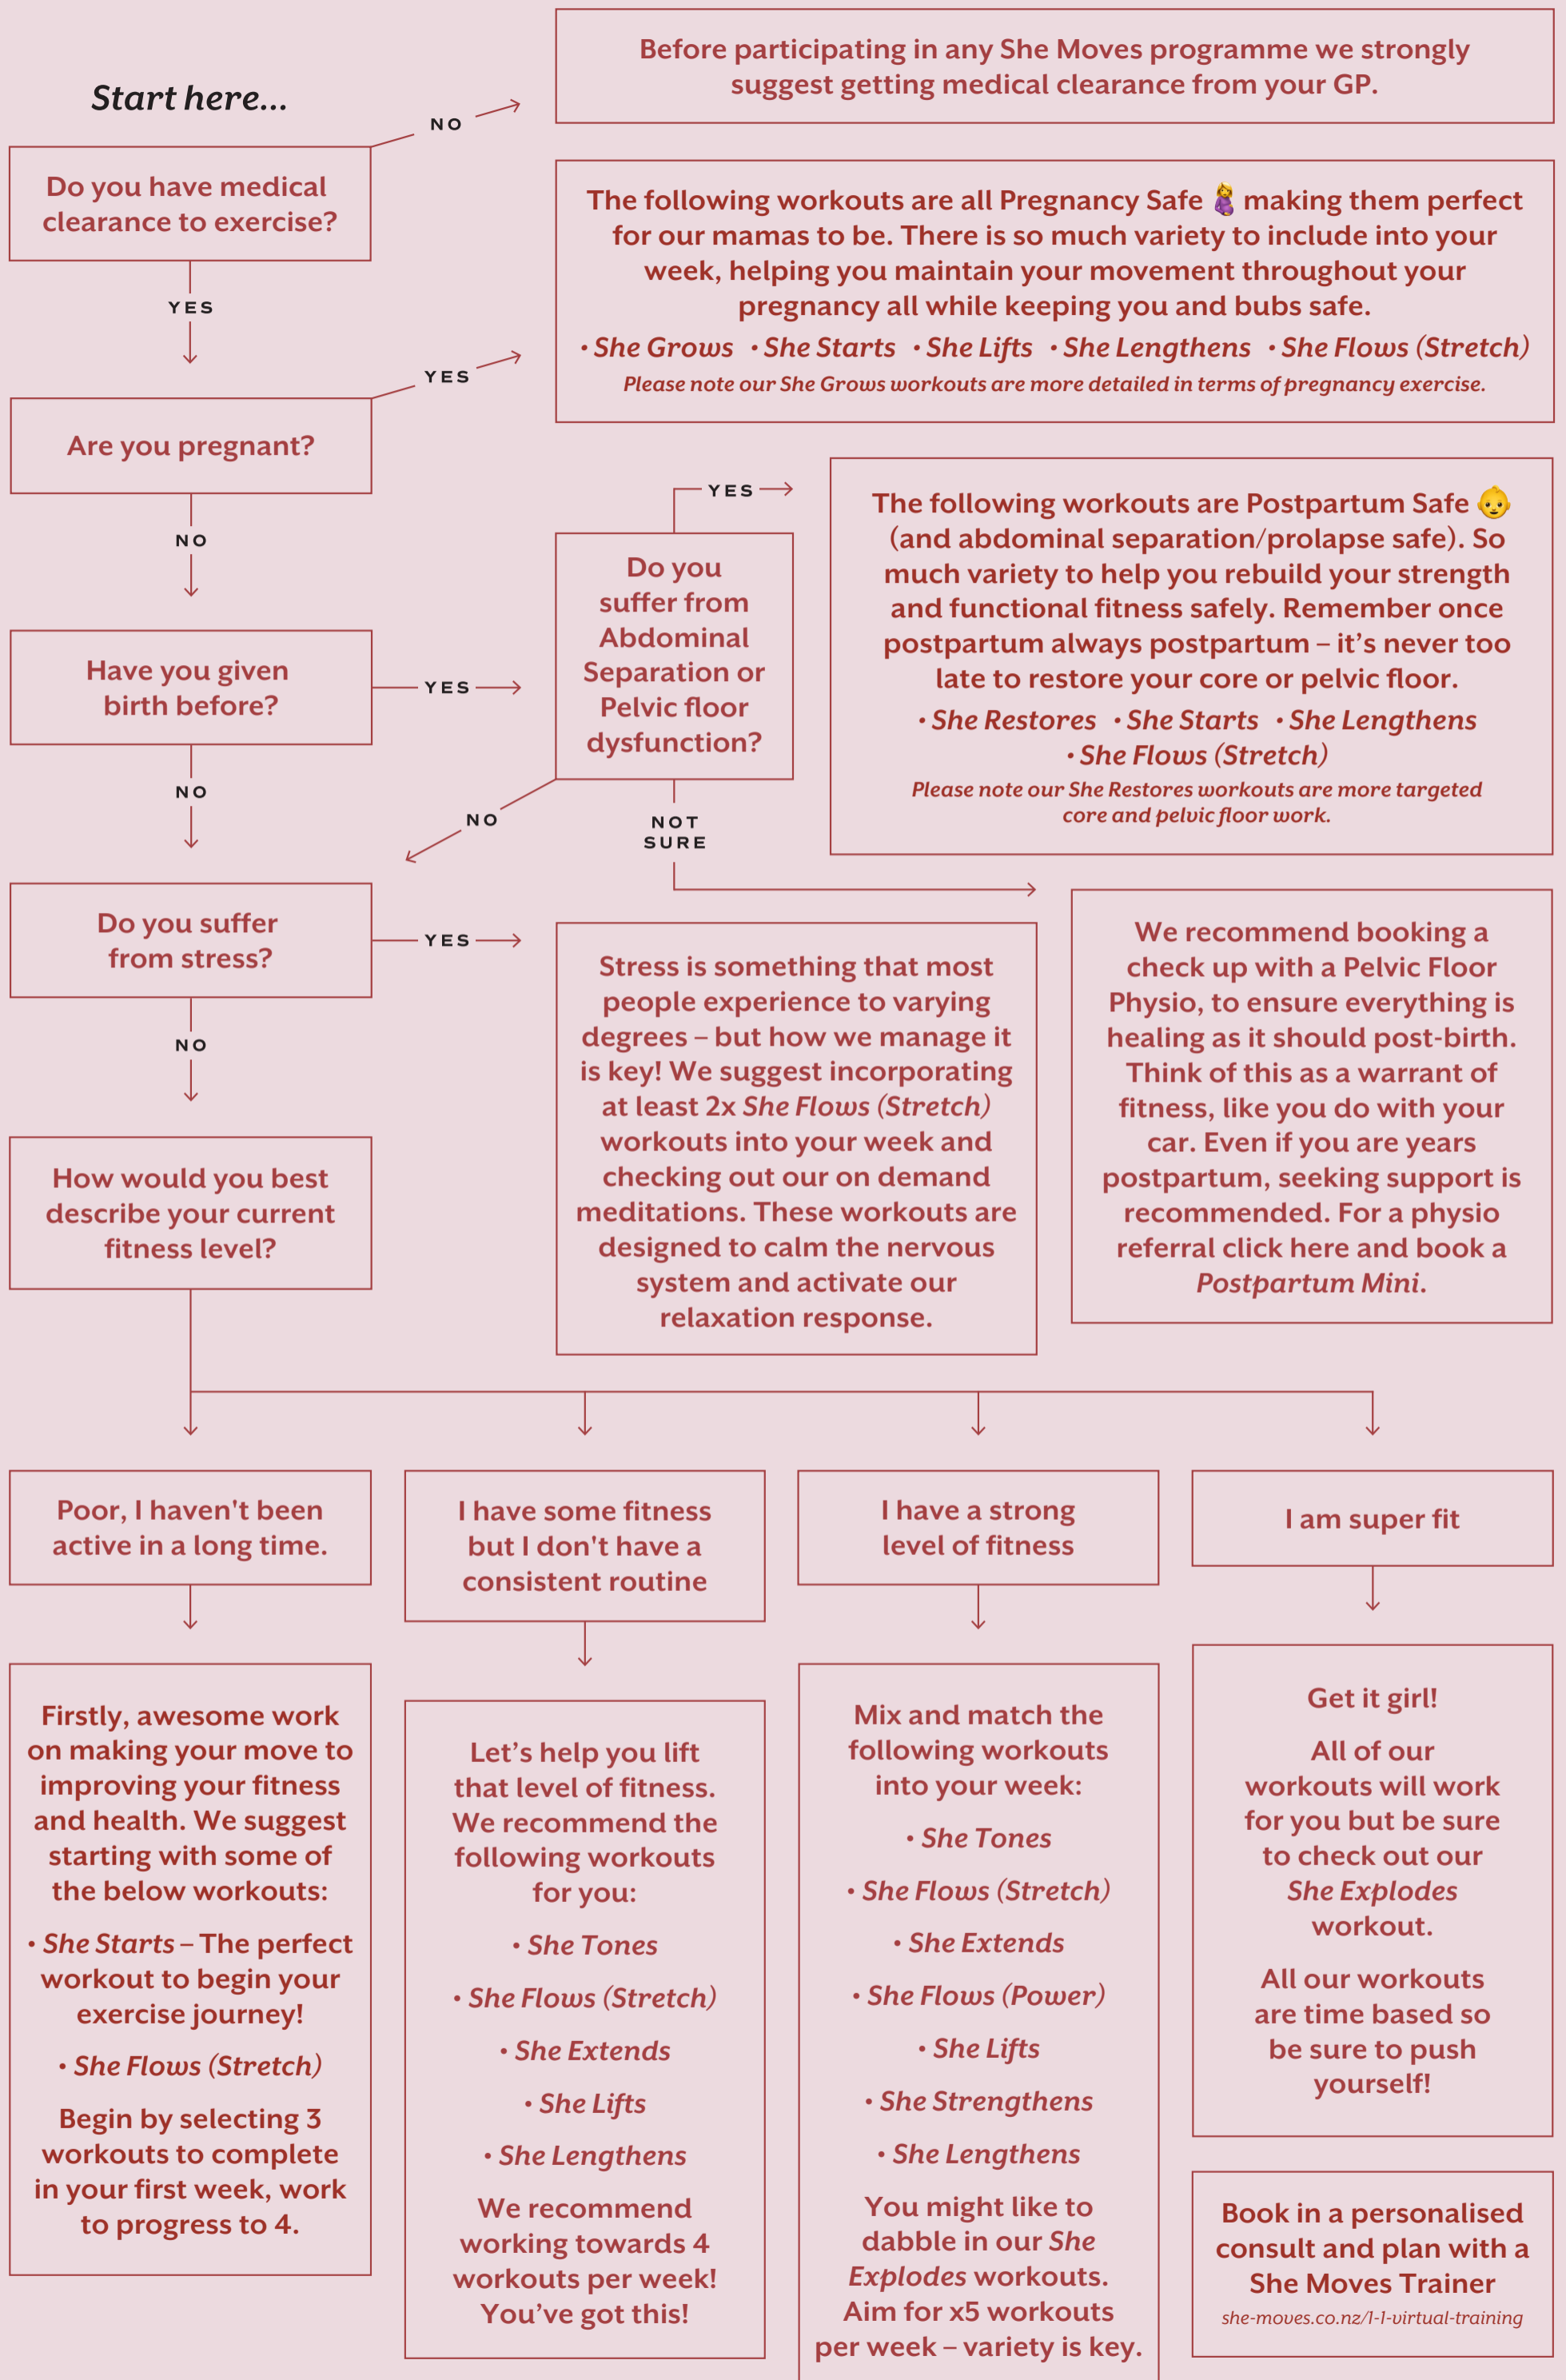 Start here...
NO
Before participating in any She Moves programme we strongly
suggest getting medical clearance from your GP.
Do you have medical
clearance to exercise?
YES
YES
The following workouts are all Pregnancy Safe 🤰 making them perfect
for our mamas to be. There is so much variety to include into your
week, helping you maintain your movement throughout your
pregnancy all while keeping you and bubs safe.
• She Grows • She Starts • She Lifts • She Lengthens • She Flows (Stretch)
Please note our She Grows workouts are more detailed in terms of pregnancy exercise.
Are you pregnant?
NO
Have you given
birth before?
YES
Do you
suffer from
Abdominal
Separation or
Pelvic floor
dysfunction?
YES
The following workouts are Postpartum Safe 👶
(and abdominal separation/prolapse safe). So
much variety to help you rebuild your strength
and functional fitness safely. Remember once
postpartum always postpartum – it's never too
late to restore your core or pelvic floor.
• She Restores • She Starts • She Lengthens
• She Flows (Stretch)
Please note our She Restores workouts are more targeted
core and pelvic floor work.
NO
NO
NOT
SURE
We recommend booking a
check up with a Pelvic Floor
Physio, to ensure everything is
healing as it should post-birth.
Think of this as a warrant of
fitness, like you do with your
car. Even if you are years
postpartum, seeking support is
recommended. For a physio
referral click here and book a
Postpartum Mini.
Do you suffer
from stress?
YES
Stress is something that most
people experience to varying
degrees – but how we manage it
is key! We suggest incorporating
at least 2x She Flows (Stretch)
workouts into your week and
checking out our on demand
meditations. These workouts are
designed to calm the nervous
system and activate our
relaxation response.
NO
How would you best
describe your current
fitness level?
Poor, I haven't been
active in a long time.
Firstly, awesome work
on making your move to
improving your fitness
and health. We suggest
starting with some of
the below workouts:
• She Starts – The perfect
workout to begin your
exercise journey!
• She Flows (Stretch)
Begin by selecting 3
workouts to complete
in your first week, work
to progress to 4.
I have some fitness
but I don't have a
consistent routine
Let's help you lift
that level of fitness.
We recommend the
following workouts
for you:
• She Tones
• She Flows (Stretch)
• She Extends
• She Lifts
• She Lengthens
We recommend
working towards 4
workouts per week!
You've got this!
I have a strong
level of fitness
Mix and match the
following workouts
into your week:
• She Tones
• She Flows (Stretch)
• She Extends
• She Flows (Power)
• She Lifts
• She Strengthens
• She Lengthens
You might like to
dabble in our She
Explodes workouts.
Aim for x5 workouts
per week – variety is key.
I am super fit
Get it girl!
All of our
workouts will work
for you but be sure
to check out our
She Explodes
workout.
All our workouts
are time based so
be sure to push
yourself!
Book in a personalised
consult and plan with a
She Moves Trainer
she-moves.co.nz/1-1-virtual-training